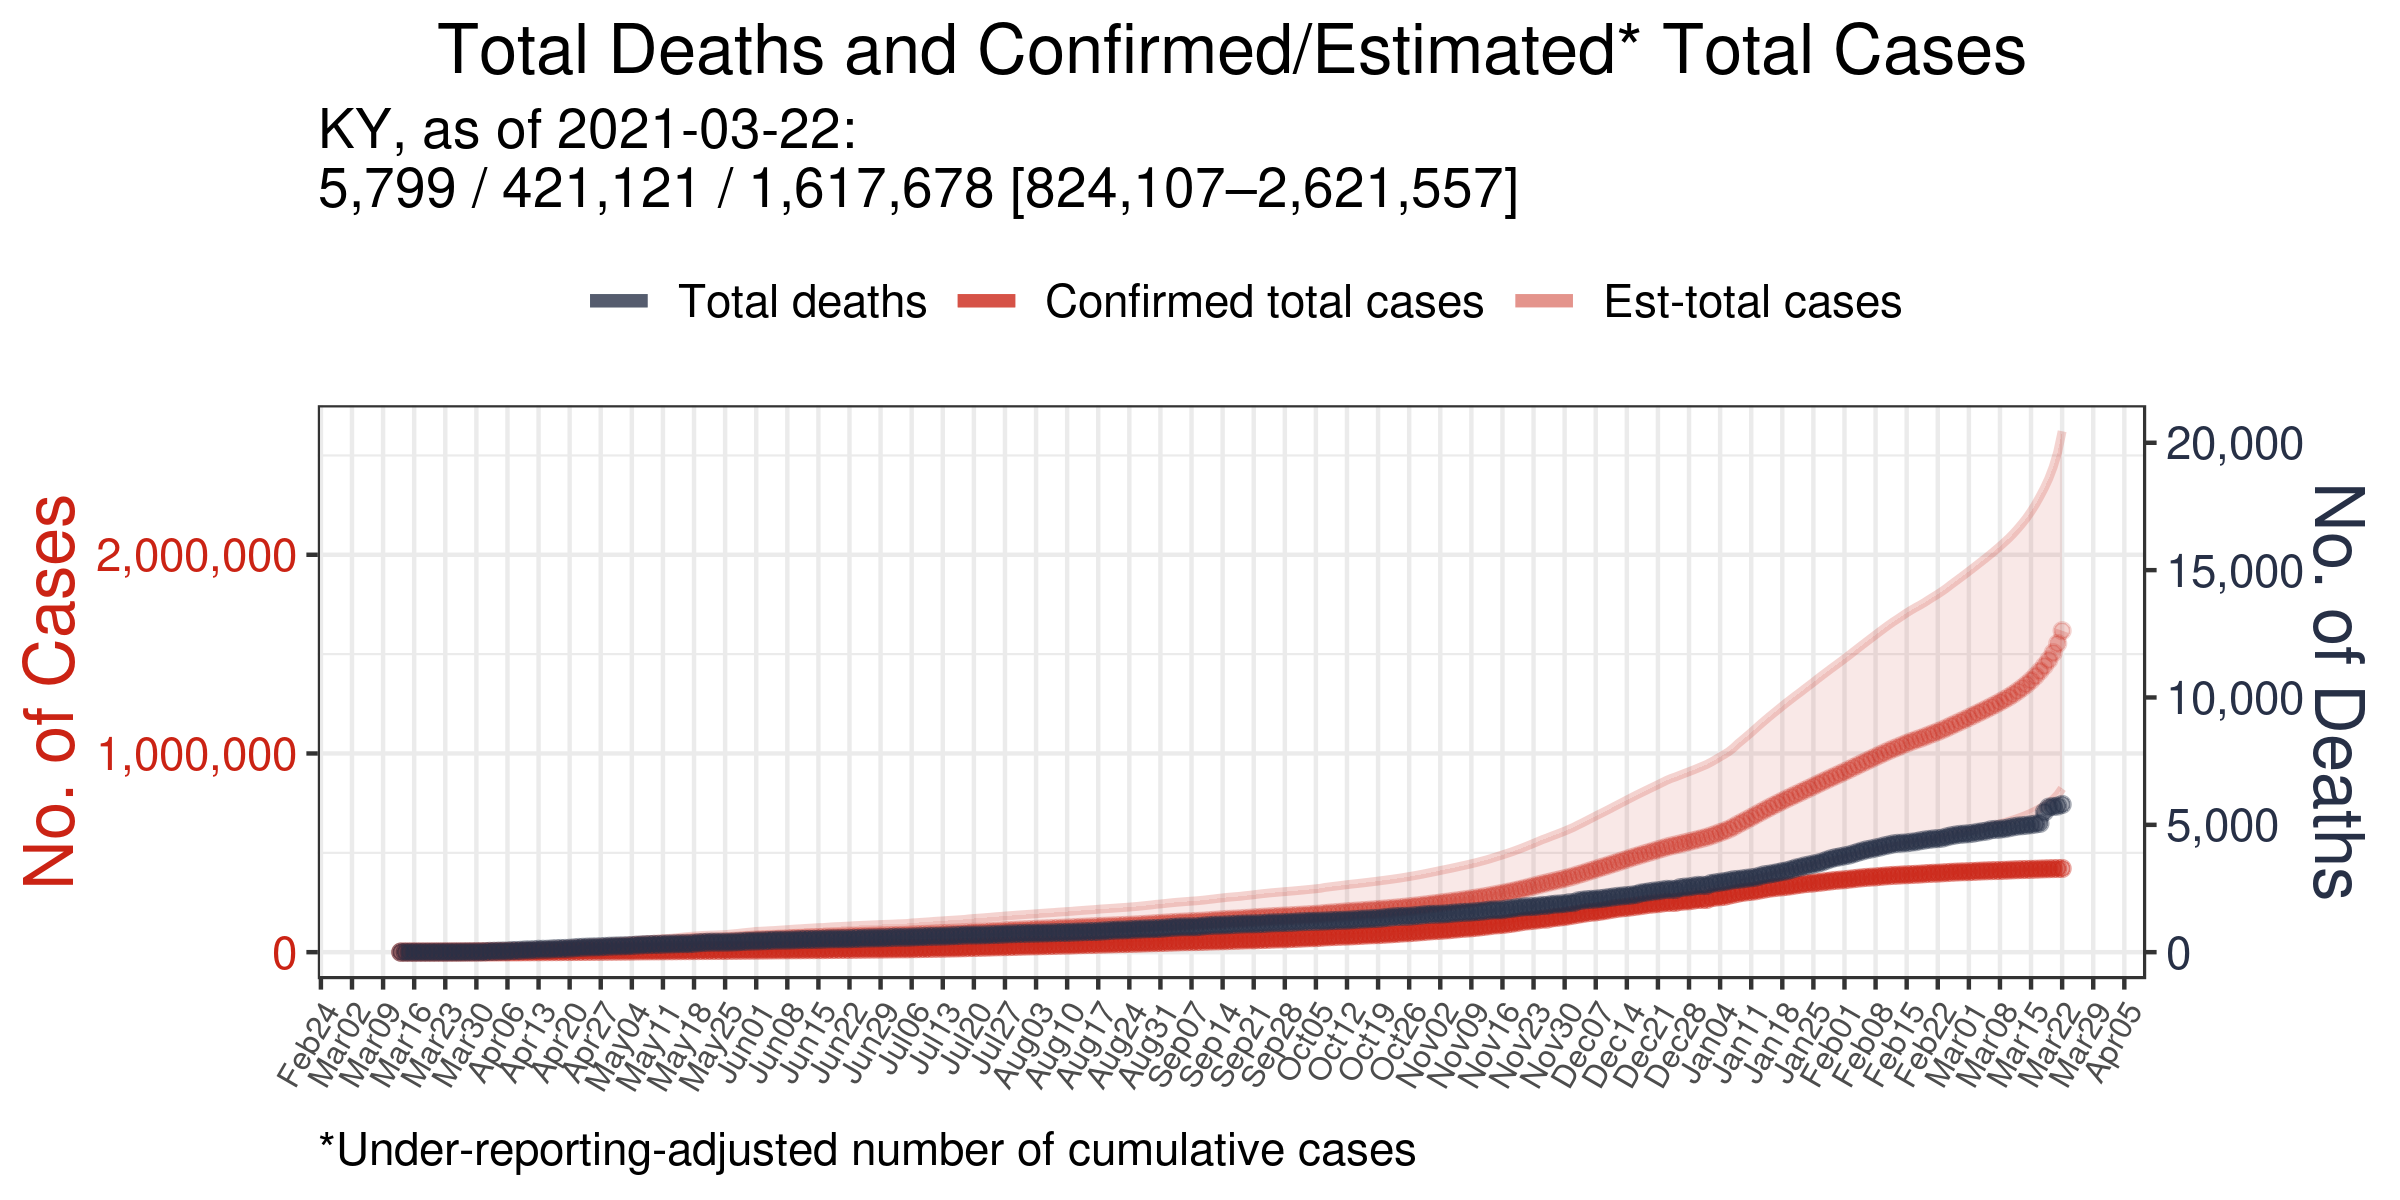 Total Deaths and Confirmed/Estimated* Total Cases
KY, as of 2021-03-22:
5,799 / 421,121 / 1,617,678 [824,107–2,621,557]
Total deaths
Confirmed total cases
Est-total cases
No. of Cases
2,000,000
1,000,000
0
20,000
15,000
10,000
5,000
0
No. of Deaths
Feb24
Mar02
Mar09
Mar16
Mar23
Mar30
Apr06
Apr13
Apr20
Apr27
May04
May11
May18
May25
Jun01
Jun08
Jun15
Jun22
Jun29
Jul06
Jul13
Jul20
Jul27
Aug03
Aug10
Aug17
Aug24
Aug31
Sep07
Sep14
Sep21
Sep28
Oct05
Oct12
Oct19
Oct26
Nov02
Nov09
Nov16
Nov23
Nov30
Dec07
Dec14
Dec21
Dec28
Jan04
Jan11
Jan18
Jan25
Feb01
Feb08
Feb15
Feb22
Mar01
Mar08
Mar15
Mar22
Mar29
Apr05
*Under-reporting-adjusted number of cumulative cases